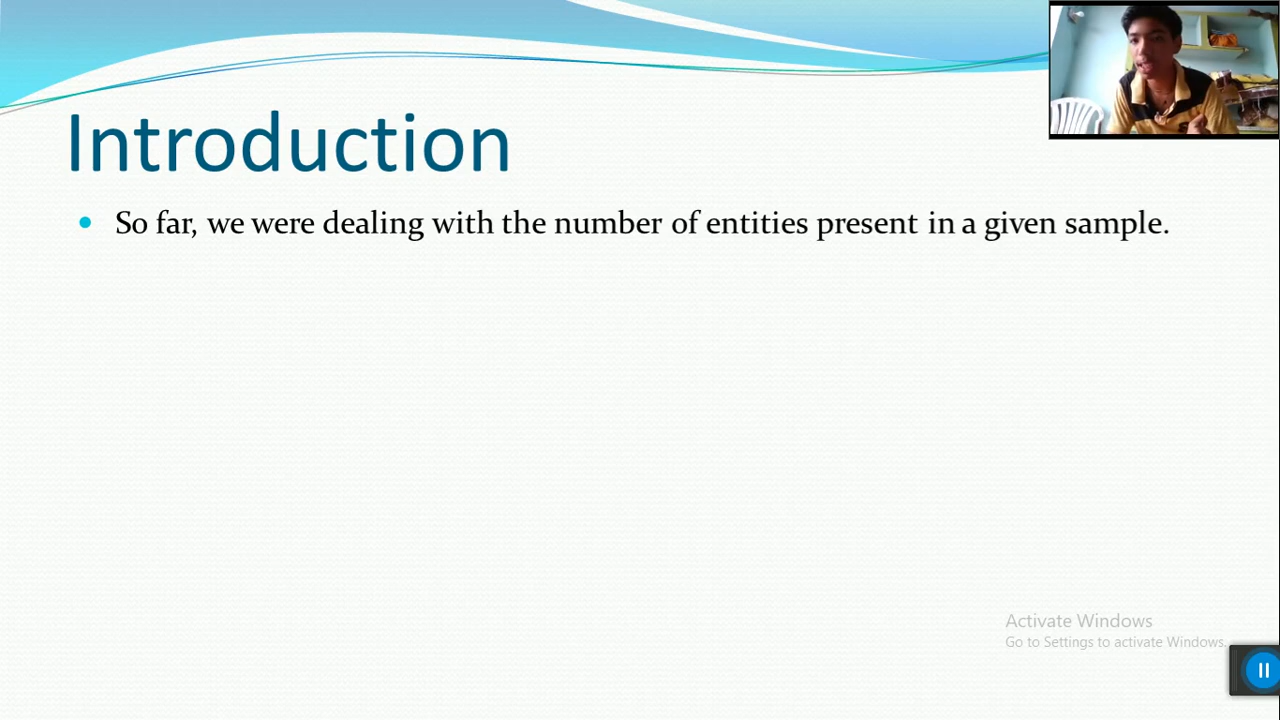 Introduction
So far, we were dealing with the number of entities present in a given sample.
Activate Windows
Go to Settings to activate Windows.